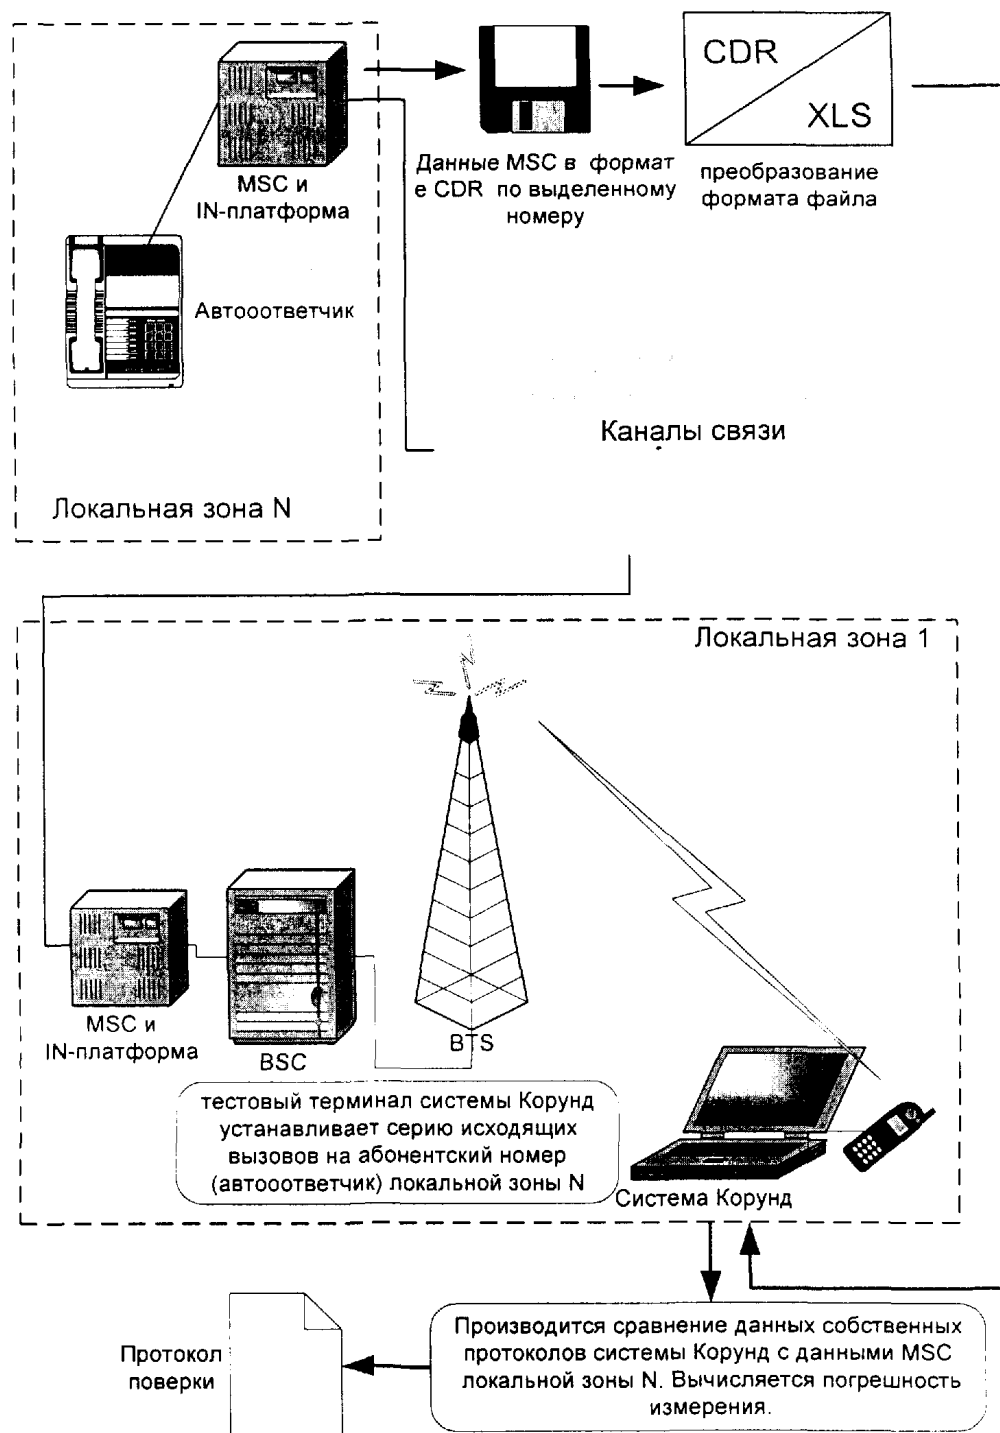 CDR
XLS
MSC и
IN-платформа
Данные MSC в формат
е CDR по выделенному
номеру
преобразование
формата файла
Автооответчик
Каналы связи
Локальная зона N
Локальная зона 1
MSC и
IN-платформа
BSC
BTS
тестовый терминал системы Корунд
устанавливает серию исходящих
вызовов на абонентский номер
(автооответчик) локальной зоны N
Система Корунд
Производится сравнение данных собственных
протоколов системы Корунд с данными MSC
локальной зоны N. Вычисляется погрешность
измерения.
Протокол
поверки